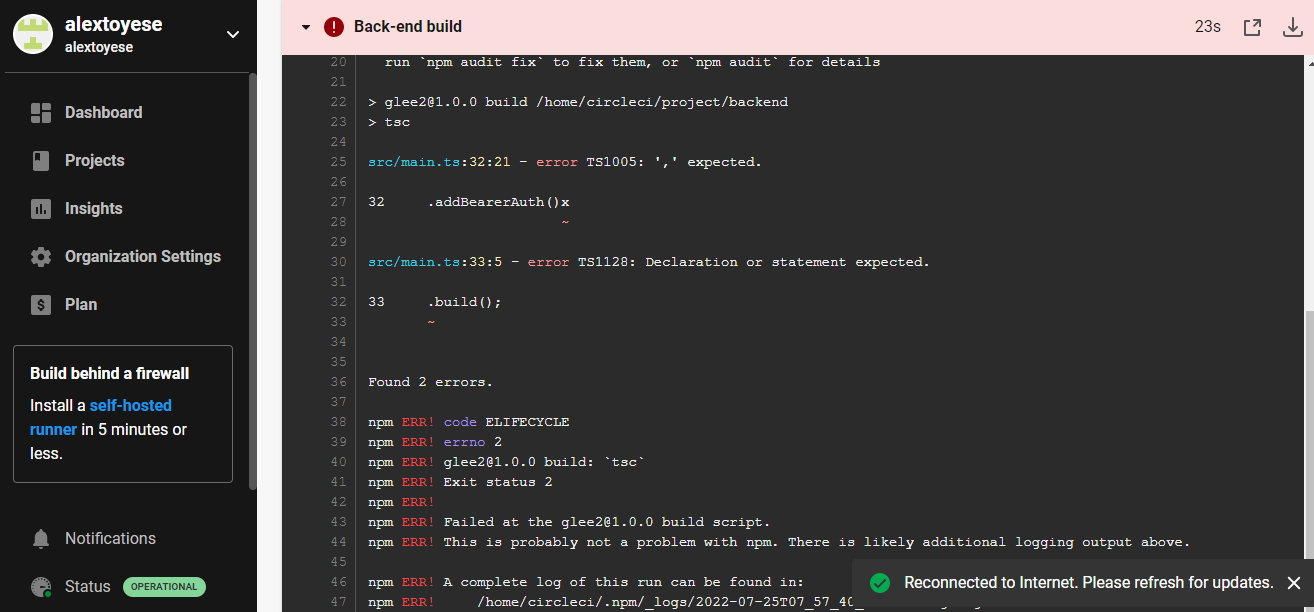 alextoyese
alextoyese
Dashboard
Projects
Insights
Organization Settings
Plan
Build behind a firewall
Install a self-hosted
runner in 5 minutes or
less.
Notifications
Status OPERATIONAL
Back-end build 23s
20 run `npm audit fix` to fix them, or `npm audit` for details
21
22 > glee2@1.0.0 build /home/circleci/project/backend
23 > tsc
24
25 src/main.ts:32:21 - error TS1005: ',' expected.
26
27 32 .addBearerAuth()x
28 ~
29
30 src/main.ts:33:5 - error TS1128: Declaration or statement expected.
31
32 33 .build();
33 ~
34
35
36 Found 2 errors.
37
38 npm ERR! code ELIFECYCLE
39 npm ERR! errno 2
40 npm ERR! glee2@1.0.0 build: `tsc`
41 npm ERR! Exit status 2
42 npm ERR!
43 npm ERR! Failed at the glee2@1.0.0 build script.
44 npm ERR! This is probably not a problem with npm. There is likely additional logging output above.
45
46 npm ERR! A complete log of this run can be found in:
47 npm ERR! /home/circleci/.npm/_logs/2022-07-25T07_57_40_
Reconnected to Internet. Please refresh for updates.